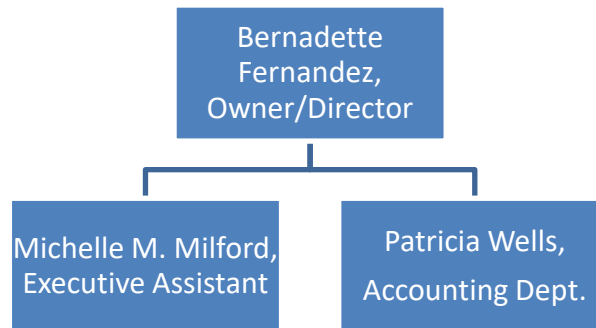 Bernadette
Fernandez,
Owner/Director
Michelle M. Milford,
Executive Assistant
Patricia Wells,
Accounting Dept.